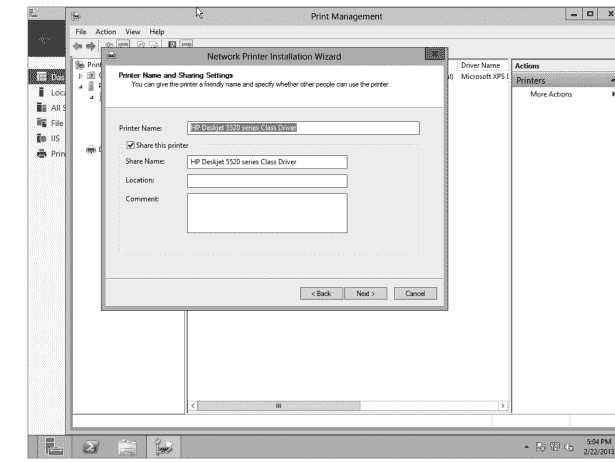 Print Management
File Action View Help
Network Printer Installation Wizard
Print
Driver Name
Actions
Microsoft XPS
Printers
More Actions
Printer Name and Sharing Settings
You can give the printer a friendly name and specify whether other people can use the printer.
Das
Loca
All S
File
IIS
Prin
Printer Name: HP Deskjet 5520 series Class Driver
Share this printer
Share Name: HP Deskjet 5520 series Class Driver
Location:
Comment:
< Back Next > Cancel
5:04 PM
2/22/2013